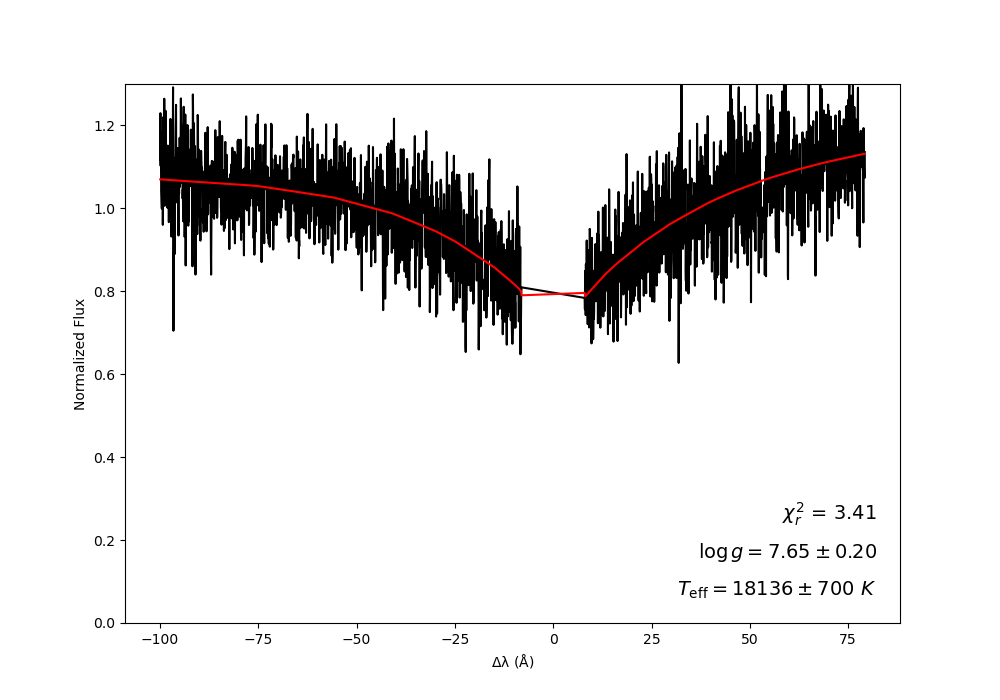 1.2
1.0
0.8
0.6
0.4
0.2
0.0
Normalized Flux
χ²ᵣ = 3.41
log g = 7.65 ± 0.20
T_eff = 18136 ± 700 K
−100 −75 −50 −25 0 25 50 75
Δλ (Å)